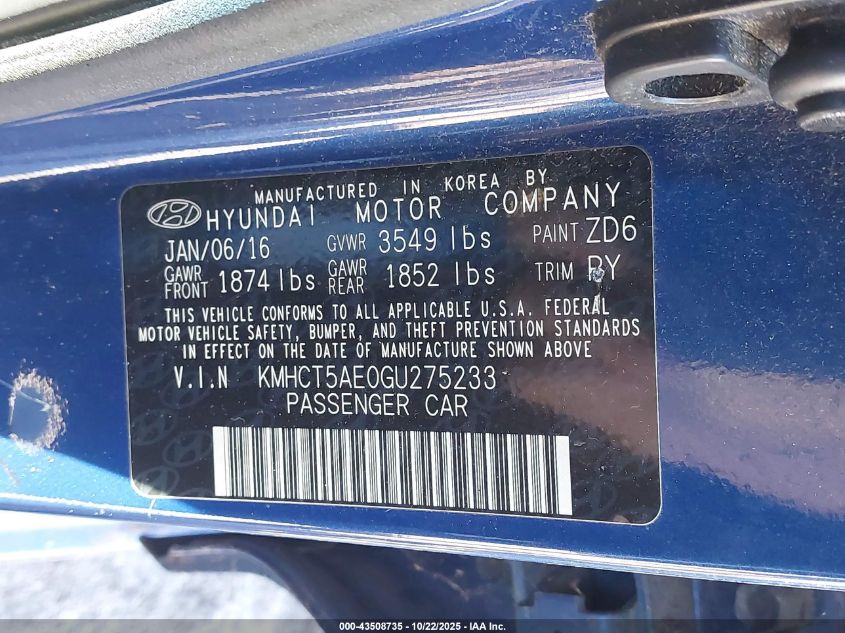 MANUFACTURED IN KOREA BY
HYUNDAI MOTOR COMPANY
JAN/06/16 GVWR 3549 lbs PAINT ZD6
GAWR FRONT 1874 lbs GAWR REAR 1852 lbs TRIM RY
THIS VEHICLE CONFORMS TO ALL APPLICABLE U.S.A. FEDERAL
MOTOR VEHICLE SAFETY, BUMPER, AND THEFT PREVENTION STANDARDS
IN EFFECT ON THE DATE OF MANUFACTURE SHOWN ABOVE
V.I.N KMHCT5AE0GU275233
PASSENGER CAR
000-43508735 - 10/22/2025 - IAA Inc.